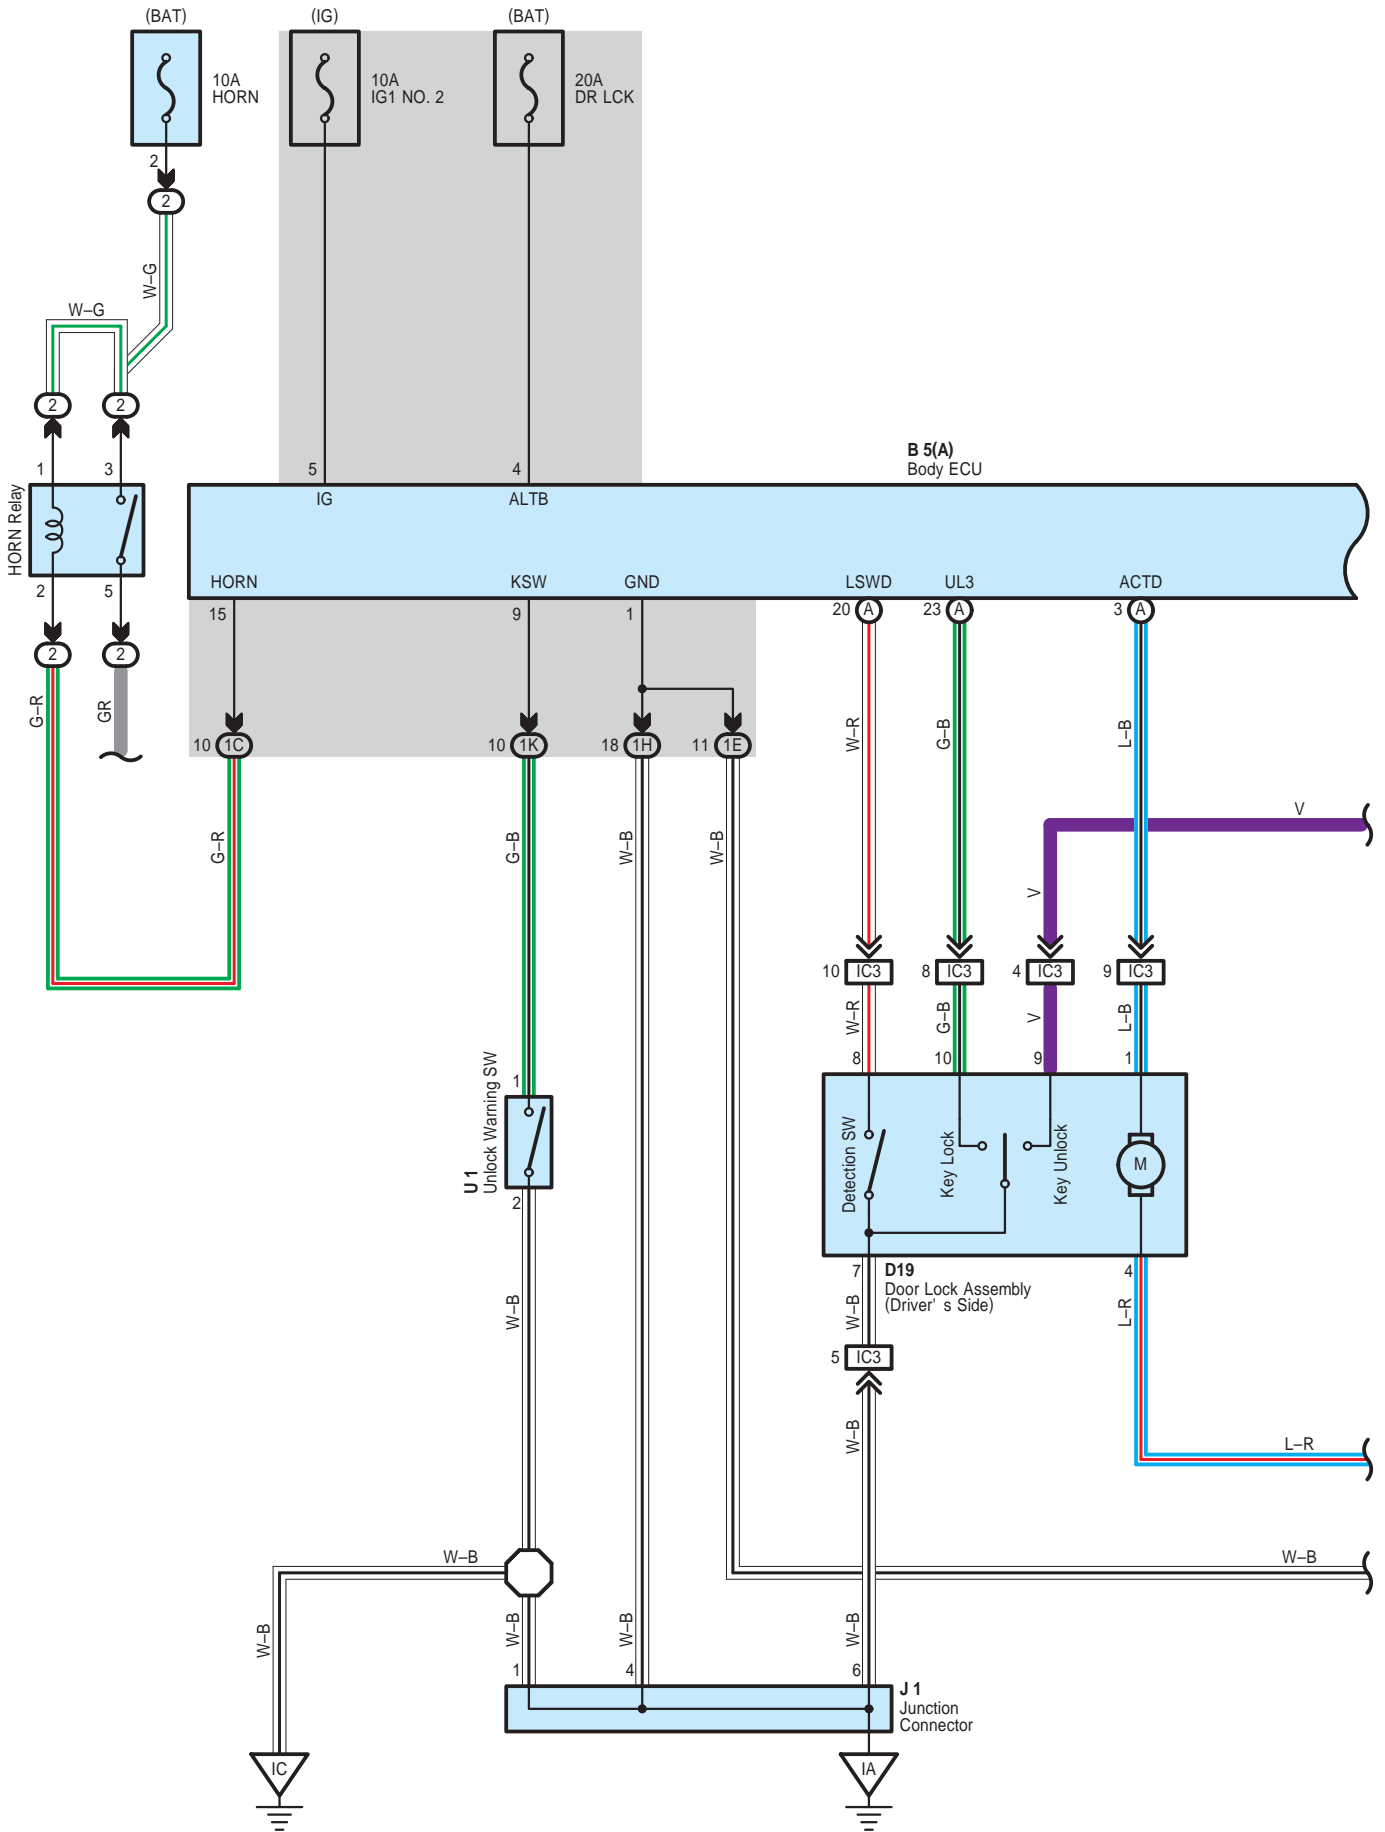 (BAT)
(IG)
(BAT)
10A
HORN
10A
IG1 NO. 2
20A
DR LCK
2
2
W–G
W–G
2
2
1
3
HORN Relay
2
5
2
2
G–R
GR
5
4
B 5(A)
Body ECU
IG
ALTB
HORN
KSW
GND
LSWD
UL3
ACTD
15
9
1
20
A
23
A
3
A
10
1C
10
1K
18
1H
11
1E
W–R
G–B
L–B
G–R
G–B
W–B
W–B
V
V
10
IC3
8
IC3
4
IC3
9
IC3
W–R
G–B
V
L–B
8
10
9
1
1
U 1
Unlock Warning SW
2
Detection SW
Key Lock
Key Unlock
M
7
D19
Door Lock Assembly
(Driver' s Side)
4
W–B
W–B
L–R
5
IC3
W–B
L–R
W–B
W–B
W–B
W–B
W–B
W–B
1
4
6
J 1
Junction
Connector
IC
IA